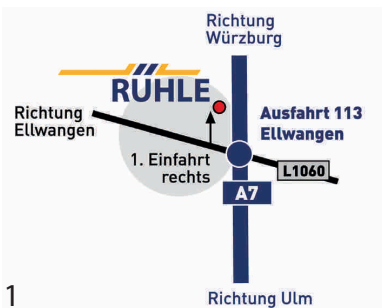 Richtung
Würzburg
RÜHLE
Richtung
Ellwangen
Ausfahrt 113
Ellwangen
1. Einfahrt
rechts
L1060
A7
Richtung Ulm
1